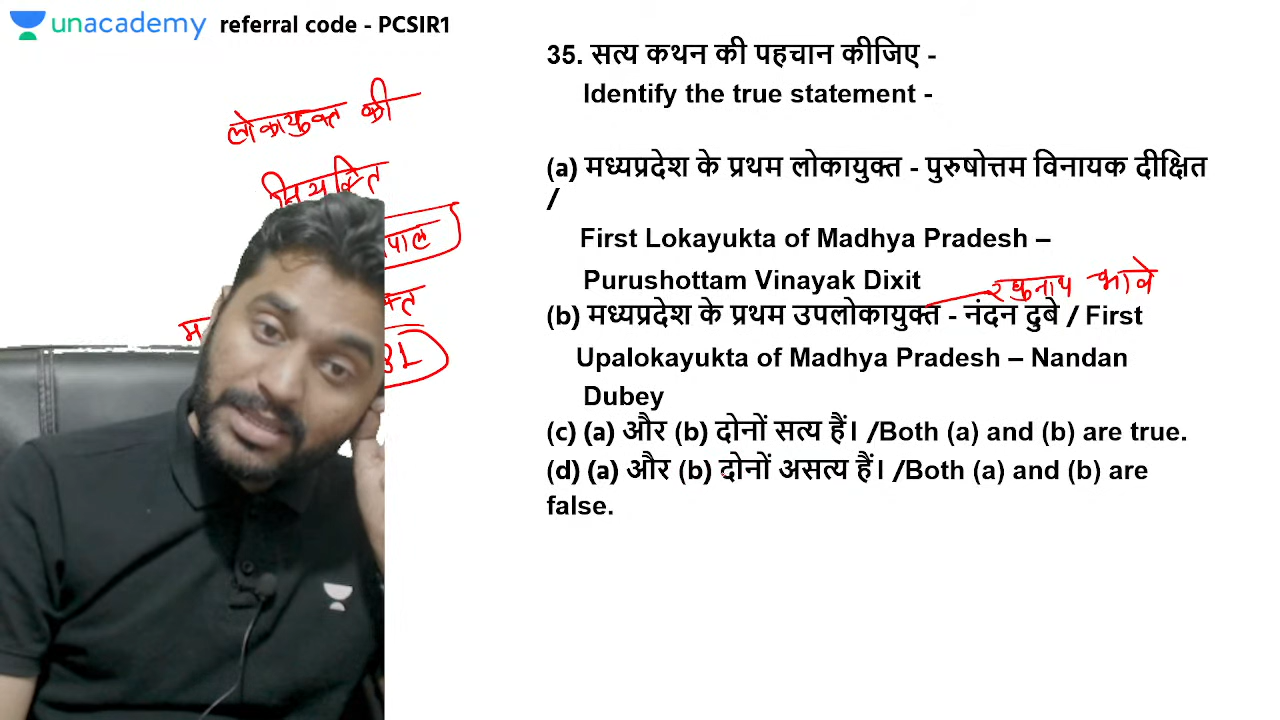 unacademy referral code - PCSIR1
35. सत्य कथन की पहचान कीजिए -
Identify the true statement -
लोकायुक्त की
नियुक्ति
पाल
क्त
(a) मध्यप्रदेश के प्रथम लोकायुक्त - पुरुषोत्तम विनायक दीक्षित
/
First Lokayukta of Madhya Pradesh –
Purushottam Vinayak Dixit
रघुनाथ भावे
(b) मध्यप्रदेश के प्रथम उपलोकायुक्त - नंदन दुबे / First
Upalokayukta of Madhya Pradesh – Nandan
Dubey
(c) (a) और (b) दोनों सत्य हैं। /Both (a) and (b) are true.
(d) (a) और (b) दोनों असत्य हैं। /Both (a) and (b) are
false.